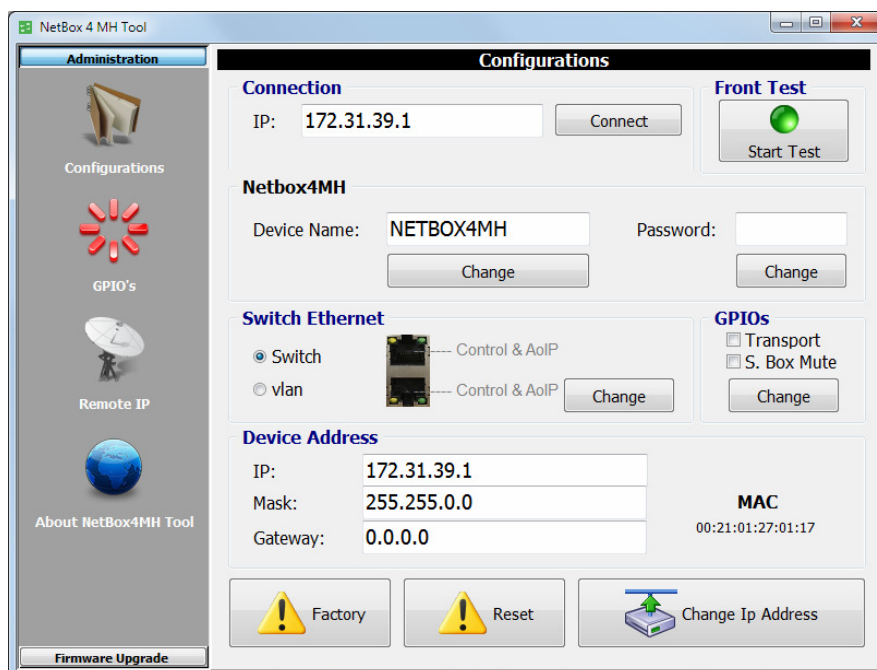 NetBox 4 MH Tool
Administration
Configurations
GPIO's
Remote IP
About NetBox4MH Tool
Firmware Upgrade
Configurations
Connection
IP: 172.31.39.1 Connect
Front Test
Start Test
Netbox4MH
Device Name: NETBOX4MH Password:
Change Change
Switch Ethernet
Switch Control & AoIP
vlan Control & AoIP Change
GPIOs
Transport
S. Box Mute
Change
Device Address
IP: 172.31.39.1
Mask: 255.255.0.0
Gateway: 0.0.0.0
MAC
00:21:01:27:01:17
Factory Reset Change Ip Address